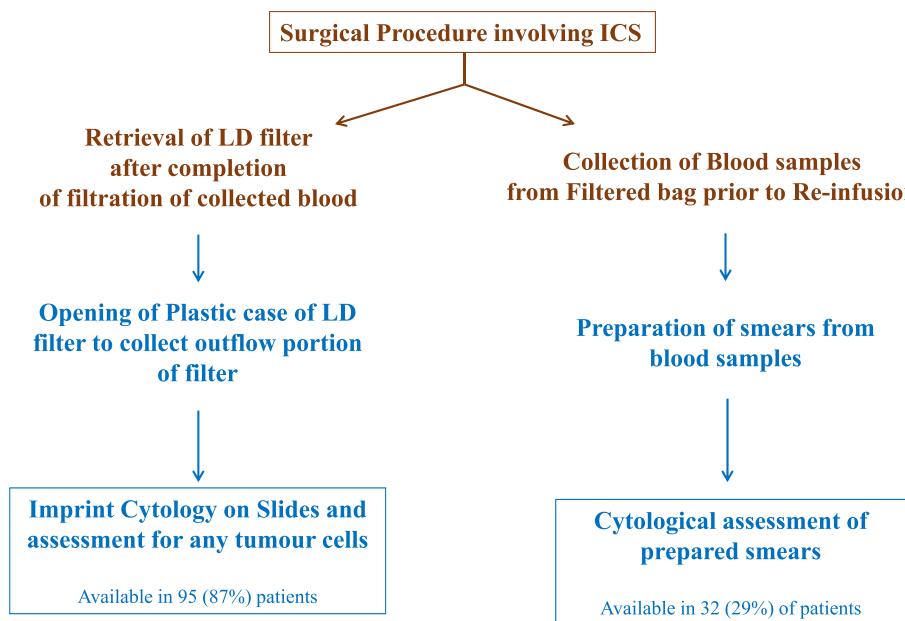 Surgical Procedure involving ICS
Retrieval of LD filter
after completion
of filtration of collected blood
Collection of Blood samples
from Filtered bag prior to Re-infusion
Opening of Plastic case of LD
filter to collect outflow portion
of filter
Preparation of smears from
blood samples
Imprint Cytology on Slides and
assessment for any tumour cells
Available in 95 (87%) patients
Cytological assessment of
prepared smears
Available in 32 (29%) of patients